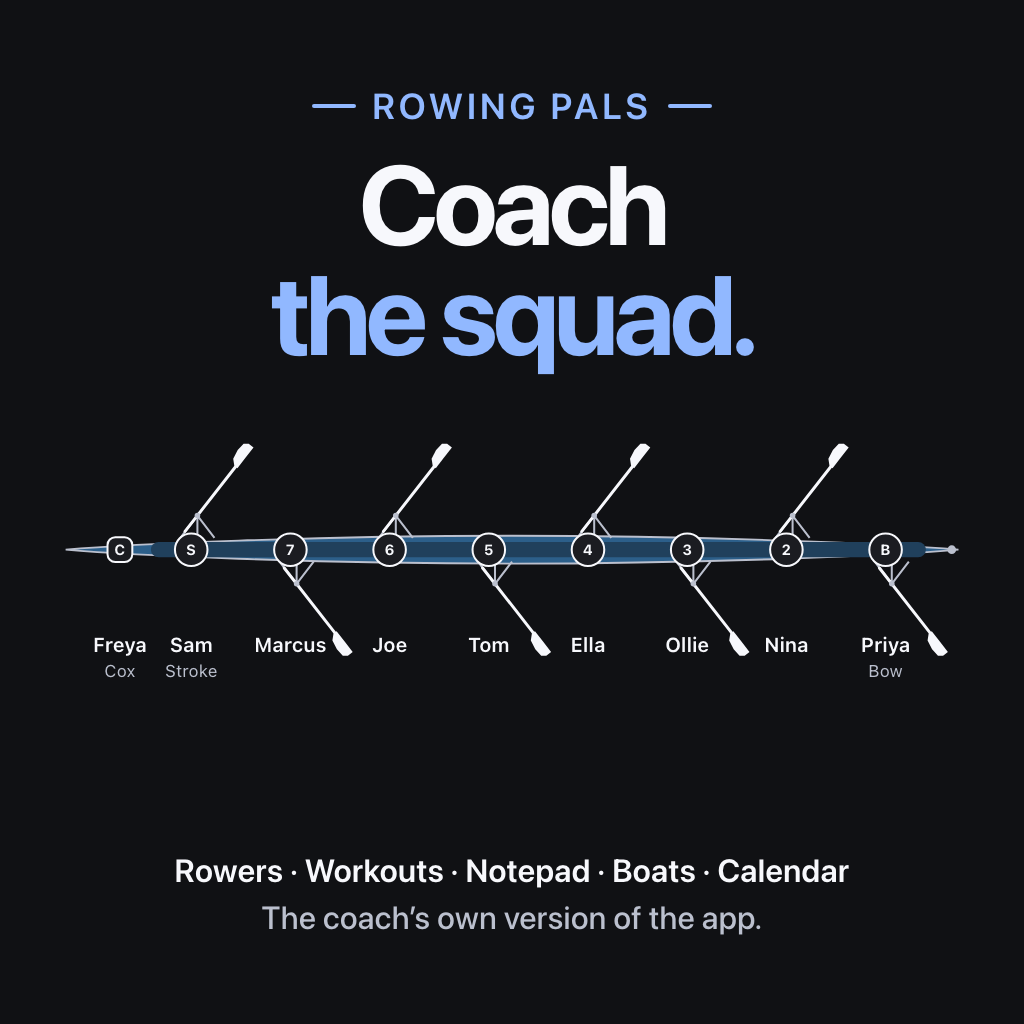 ROWING PALS
Coach
the squad.
C S 7 6 5 4 3 2 B
Freya Sam Marcus Joe Tom Ella Ollie Nina Priya
Cox Stroke Bow
Rowers · Workouts · Notepad · Boats · Calendar
The coach’s own version of the app.